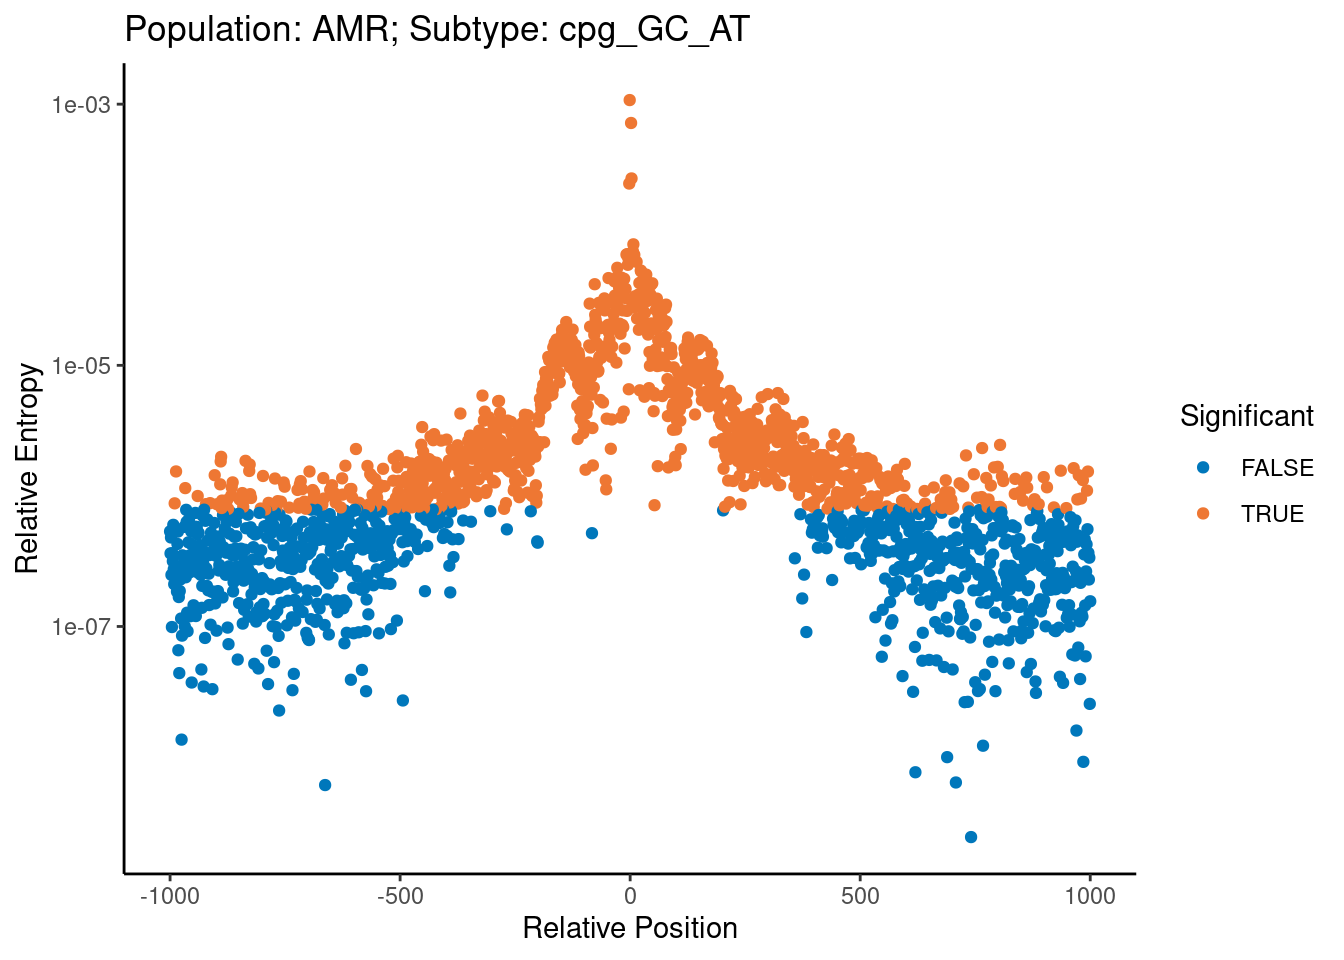 Population: AMR; Subtype: cpg_GC_AT
1e-03
1e-05
1e-07
Relative Entropy
-1000
-500
0
500
1000
Relative Position
Significant
FALSE
TRUE